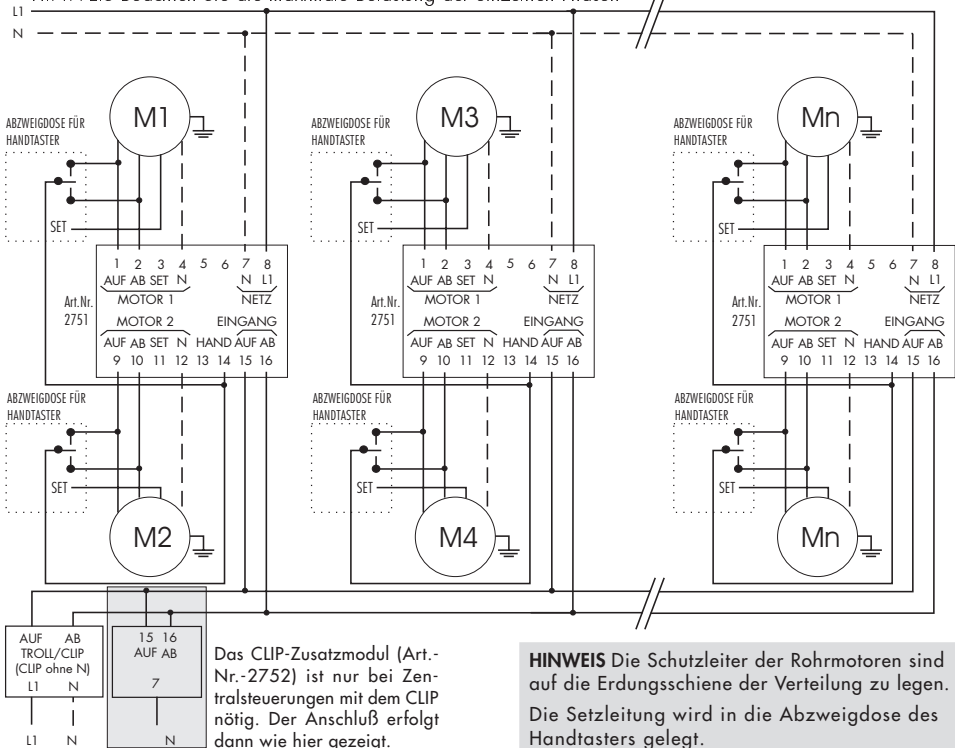 HINWEIS Bitte Beachten Sie die maximale Belastung der einzelnen Phasen
L1
N
M1
M3
Mn
ABZWEIGDOSE FÜR
HANDTASTER
ABZWEIGDOSE FÜR
HANDTASTER
ABZWEIGDOSE FÜR
HANDTASTER
SET
SET
SET
1 2 3 4 5 6 7 8
AUF AB SET N N L1
MOTOR 1 NETZ
Art.Nr.
2751
MOTOR 2 EINGANG
AUF AB SET N HAND AUF AB
9 10 11 12 13 14 15 16
1 2 3 4 5 6 7 8
AUF AB SET N N L1
MOTOR 1 NETZ
Art.Nr.
2751
MOTOR 2 EINGANG
AUF AB SET N HAND AUF AB
9 10 11 12 13 14 15 16
1 2 3 4 5 6 7 8
AUF AB SET N N L1
MOTOR 1 NETZ
Art.Nr.
2751
MOTOR 2 EINGANG
AUF AB SET N HAND AUF AB
9 10 11 12 13 14 15 16
ABZWEIGDOSE FÜR
HANDTASTER
ABZWEIGDOSE FÜR
HANDTASTER
ABZWEIGDOSE FÜR
HANDTASTER
SET
SET
SET
M2
M4
Mn
AUF AB
TROLL/CLIP
(CLIP ohne N)
L1 N
L1 N
15 16
AUF AB
7
N
Das CLIP-Zusatzmodul (Art.-
Nr.-2752) ist nur bei Zen-
tralsteuerungen mit dem CLIP
nötig. Der Anschluß erfolgt
dann wie hier gezeigt.
HINWEIS Die Schutzleiter der Rohrmotoren sind
auf die Erdungsschiene der Verteilung zu legen.
Die Setzleitung wird in die Abzweigdose des
Handtasters gelegt.